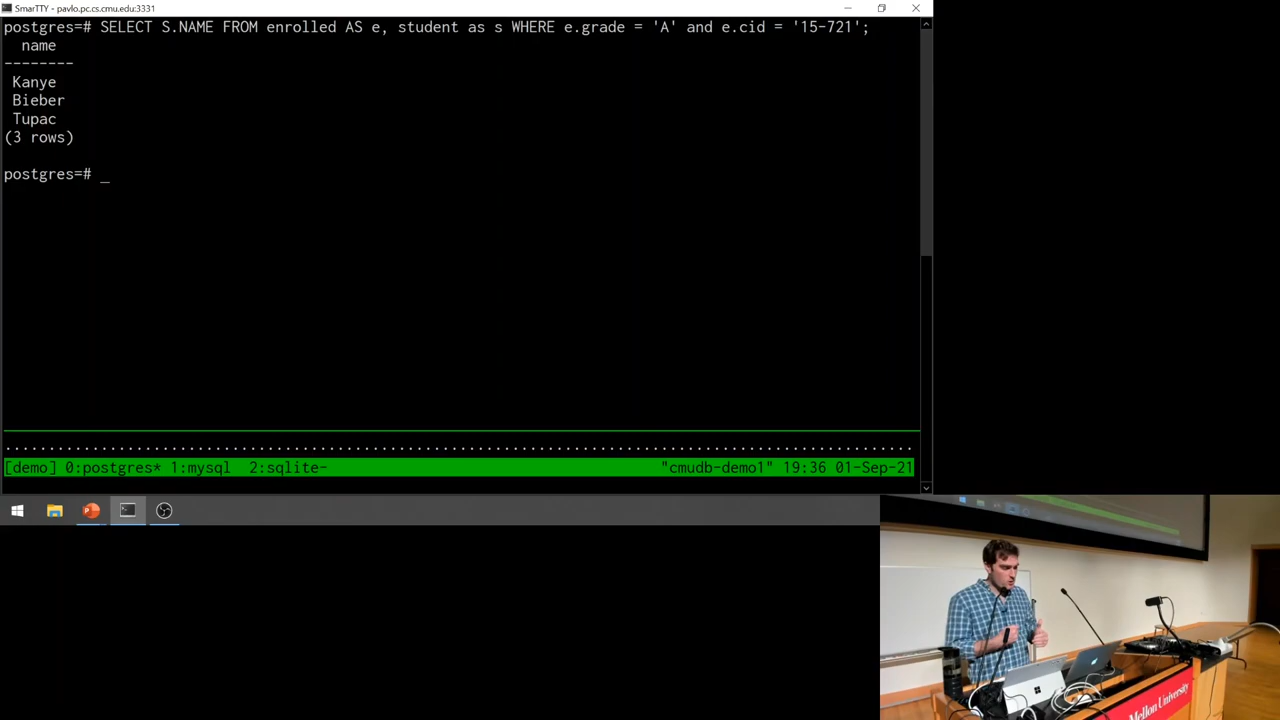 SmarTTY - pavlo.pc.cs.cmu.edu:3331
postgres=# SELECT S.NAME FROM enrolled AS e, student as s WHERE e.grade = 'A' and e.cid = '15-721';
name
--------
Kanye
Bieber
Tupac
(3 rows)
postgres=# _
[demo] 0:postgres* 1:mysql  2:sqlite-  "cmudb-demo1" 19:36 01-Sep-21
Mellon University